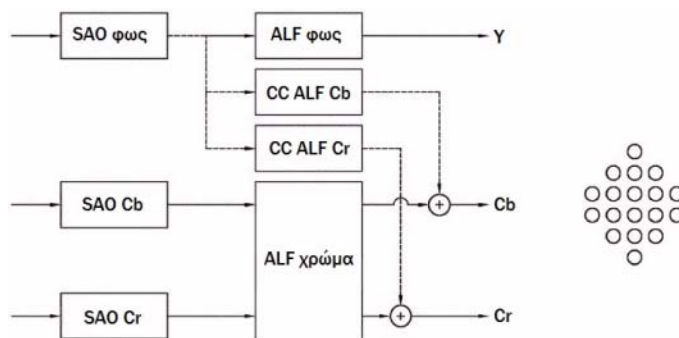 SAO φως
ALF φως
Y
CC ALF Cb
CC ALF Cr
SAO Cb
ALF χρώμα
Cb
SAO Cr
Cr